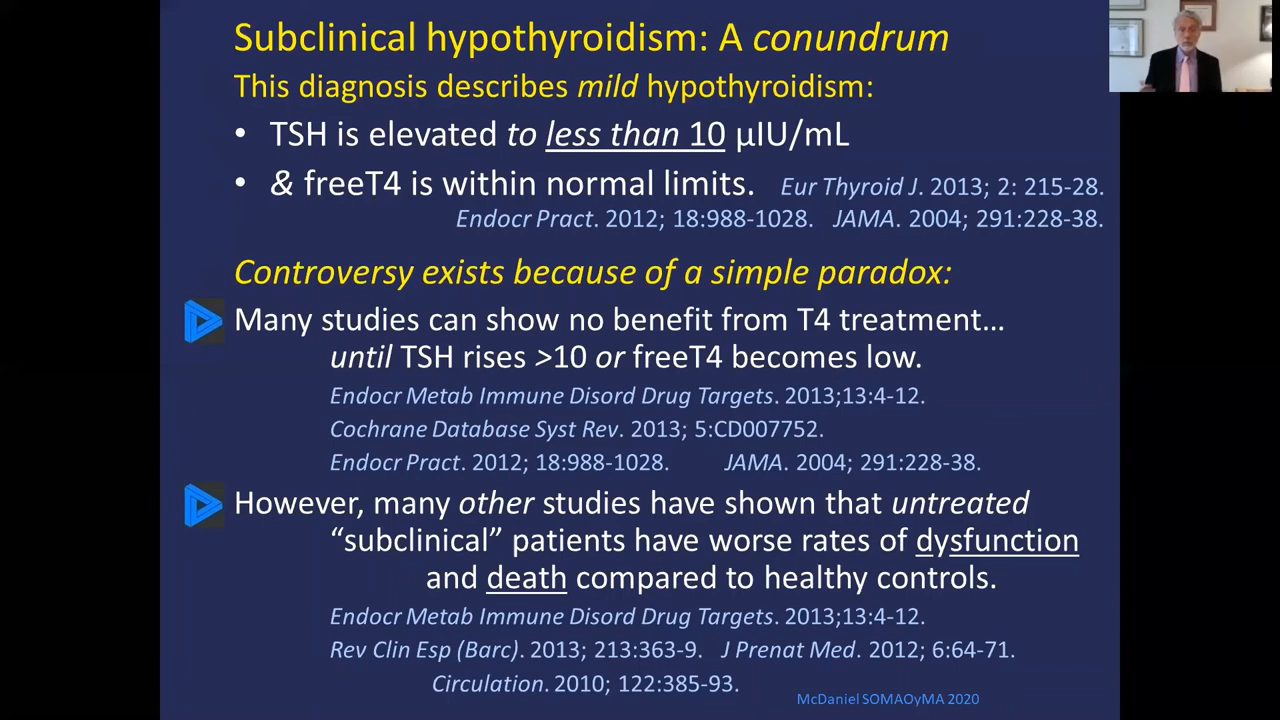 Subclinical hypothyroidism: A conundrum
This diagnosis describes mild hypothyroidism:
• TSH is elevated to less than 10 µIU/mL
• & freeT4 is within normal limits. Eur Thyroid J. 2013; 2: 215-28.
Endocr Pract. 2012; 18:988-1028. JAMA. 2004; 291:228-38.
Controversy exists because of a simple paradox:
Many studies can show no benefit from T4 treatment…
until TSH rises >10 or freeT4 becomes low.
Endocr Metab Immune Disord Drug Targets. 2013;13:4-12.
Cochrane Database Syst Rev. 2013; 5:CD007752.
Endocr Pract. 2012; 18:988-1028. JAMA. 2004; 291:228-38.
However, many other studies have shown that untreated
“subclinical” patients have worse rates of dysfunction
and death compared to healthy controls.
Endocr Metab Immune Disord Drug Targets. 2013;13:4-12.
Rev Clin Esp (Barc). 2013; 213:363-9. J Prenat Med. 2012; 6:64-71.
Circulation. 2010; 122:385-93.
McDaniel SOMAOyMA 2020